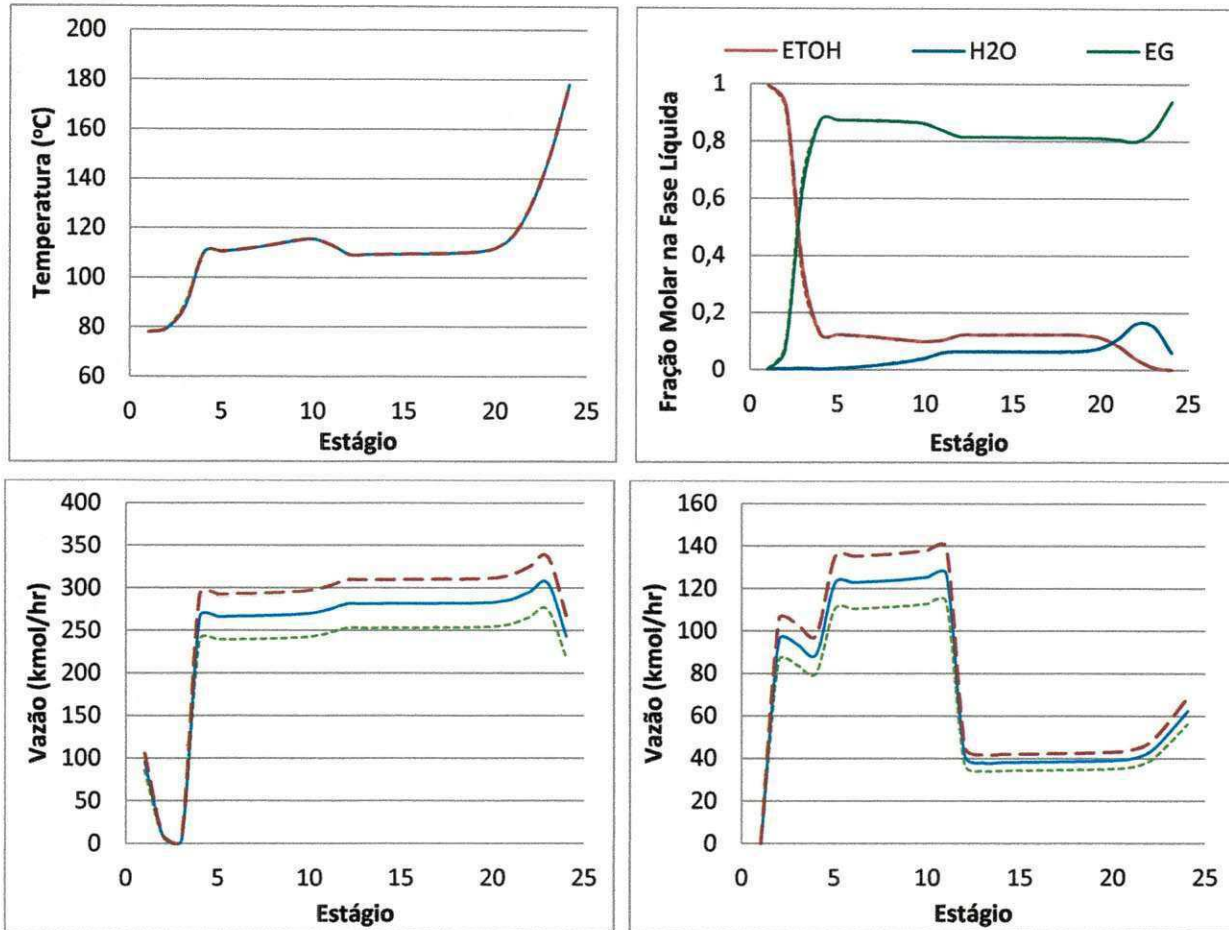 Temperatura (ºC)
200
180
160
140
120
100
80
60
0 5 10 15 20 25
Estágio
ETOH H2O EG
Fração Molar na Fase Líquida
1
0,8
0,6
0,4
0,2
0
0 5 10 15 20 25
Estágio
Vazão (kmol/hr)
400
350
300
250
200
150
100
50
0
0 5 10 15 20 25
Estágio
Vazão (kmol/hr)
160
140
120
100
80
60
40
20
0
0 5 10 15 20 25
Estágio